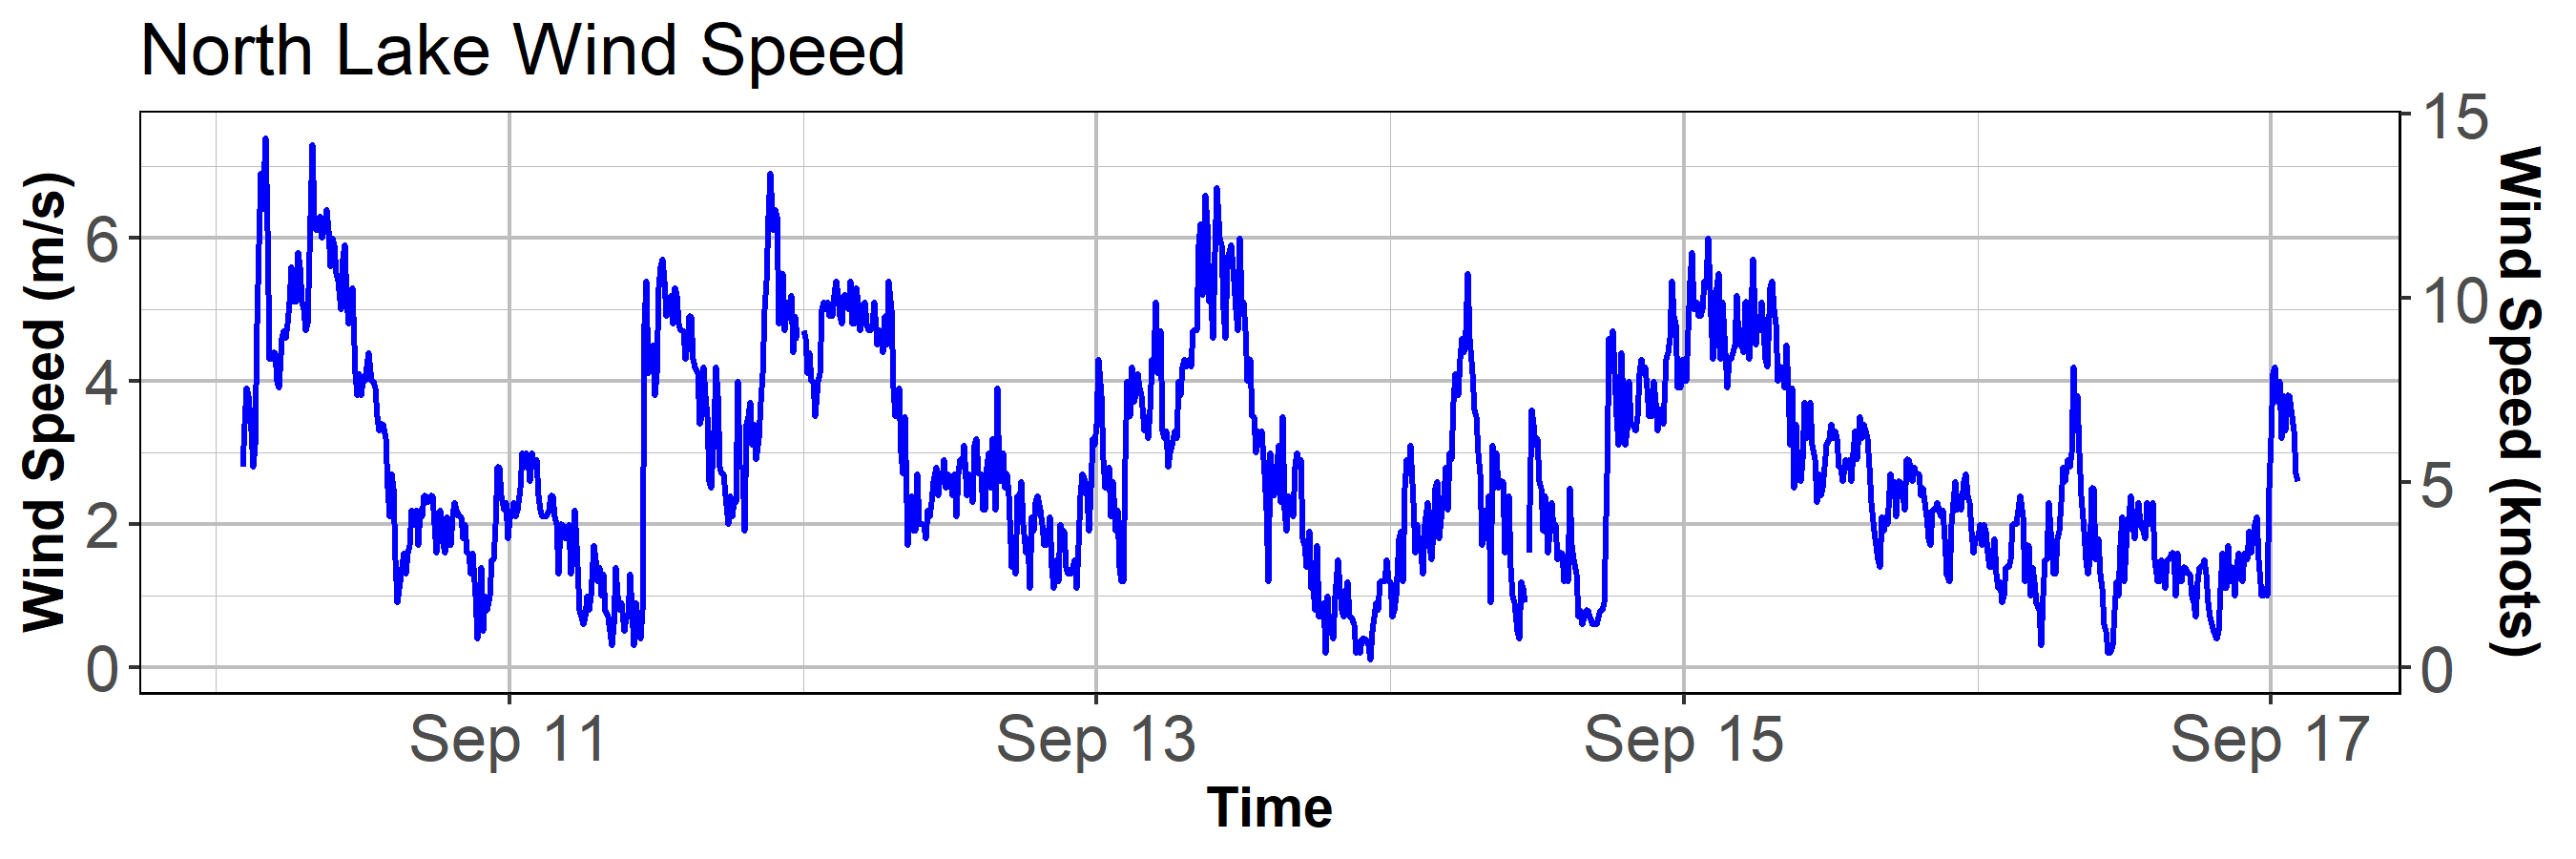 North Lake Wind Speed
Wind Speed (m/s)
6
4
2
0
15
10
5
0
Wind Speed (knots)
Sep 11
Sep 13
Sep 15
Sep 17
Time